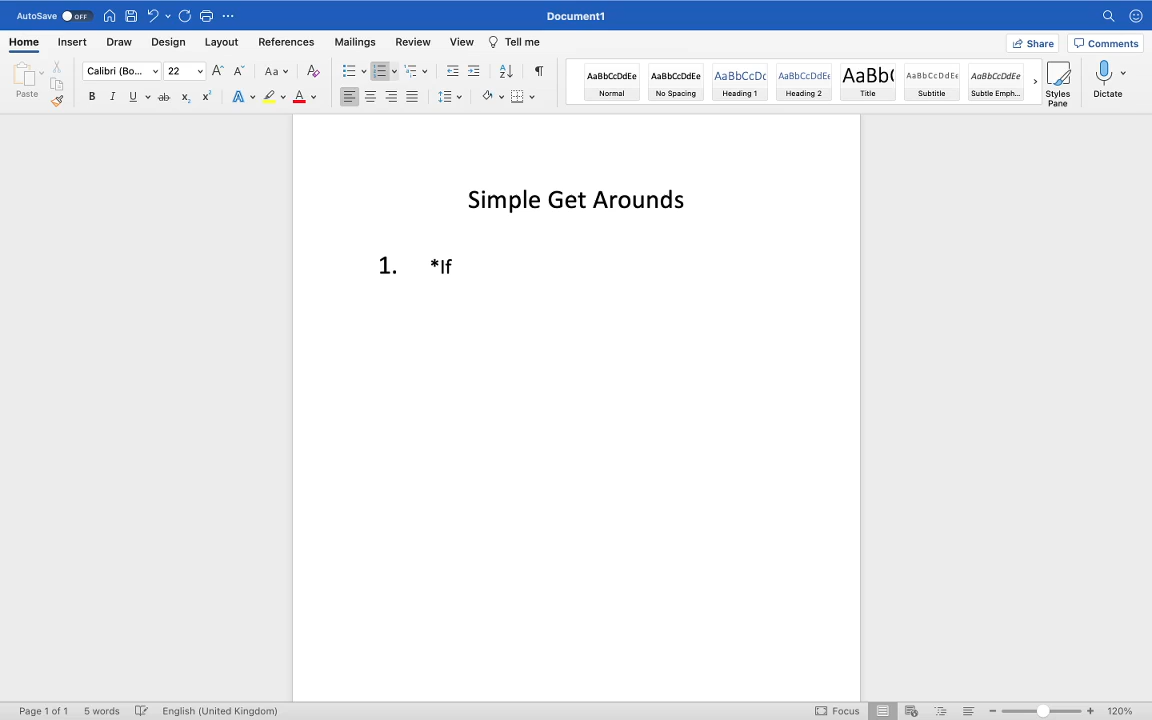 AutoSave OFF Document1
Home Insert Draw Design Layout References Mailings Review View Tell me Share Comments
Paste Calibri (Bo... 22 Aa AaBbCcDdEe AaBbCcDdEe AaBbCcDc AaBbCcDdEe AaBb( AaBbCcDdEe AaBbCcDdEe
Normal No Spacing Heading 1 Heading 2 Title Subtitle Subtle Emph... Styles Pane Dictate
Simple Get Arounds
1. *If
Page 1 of 1 5 words English (United Kingdom) Focus 120%